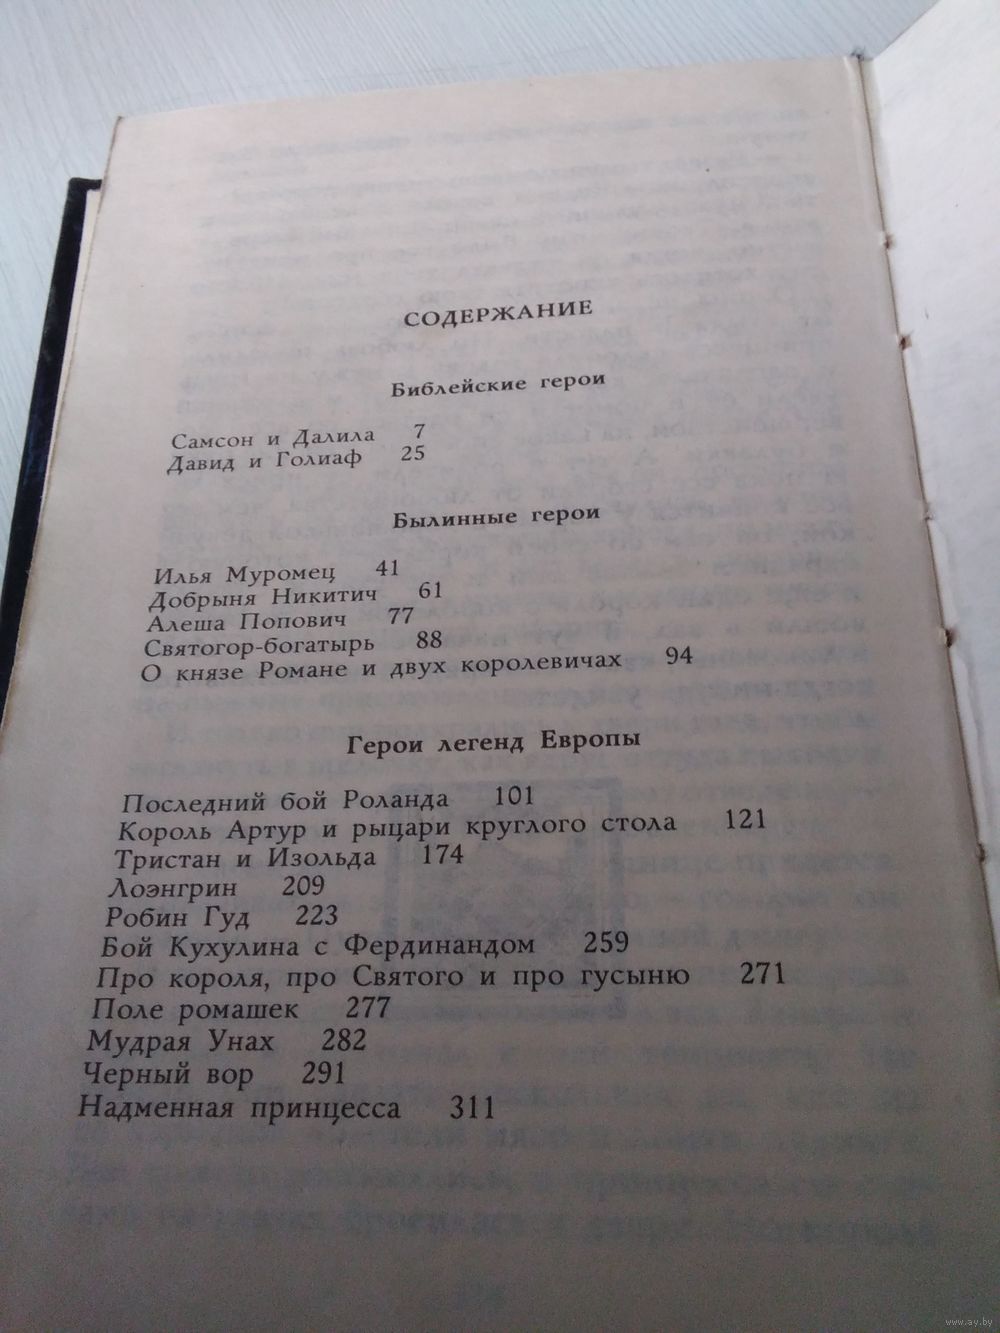 СОДЕРЖАНИЕ
Библейские герои
Самсон и Далила 7
Давид и Голиаф 25
Былинные герои
Илья Муромец 41
Добрыня Никитич 61
Алеша Попович 77
Святогор-богатырь 88
О князе Романе и двух королевичах 94
Герои легенд Европы
Последний бой Роланда 101
Король Артур и рыцари круглого стола 121
Тристан и Изольда 174
Лоэнгрин 209
Робин Гуд 223
Бой Кухулина с Фердинандом 259
Про короля, про Святого и про гусыню 271
Поле ромашек 277
Мудрая Унах 282
Черный вор 291
Надменная принцесса 311
www.ay.by